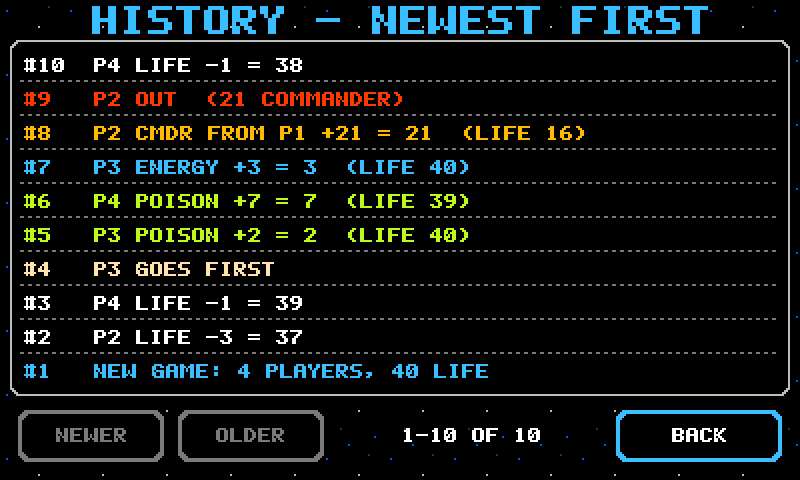 HISTORY – NEWEST FIRST
#10 P4 LIFE -1 = 38
#9 P2 OUT (21 COMMANDER)
#8 P2 CMDR FROM P1 +21 = 21 (LIFE 16)
#7 P3 ENERGY +3 = 3 (LIFE 40)
#6 P4 POISON +7 = 7 (LIFE 39)
#5 P3 POISON +2 = 2 (LIFE 40)
#4 P3 GOES FIRST
#3 P4 LIFE -1 = 39
#2 P2 LIFE -3 = 37
#1 NEW GAME: 4 PLAYERS, 40 LIFE
NEWER OLDER 1-10 OF 10 BACK